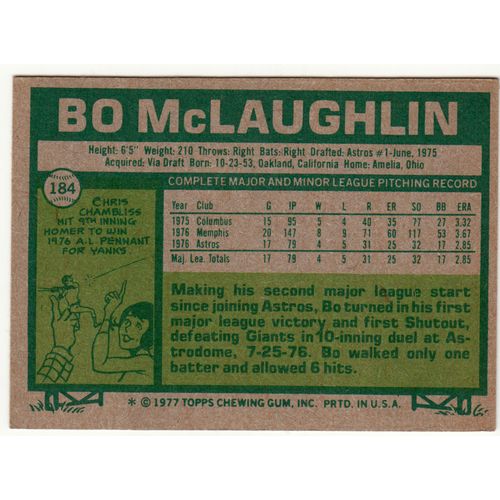 BO McLAUGHLIN
Height: 6'5" Weight: 210 Throws: Right Bats: Right Drafted: Astros #1-June, 1975
Acquired: Via Draft Born: 10-23-53, Oakland, California Home: Amelia, Ohio
184
COMPLETE MAJOR AND MINOR LEAGUE PITCHING RECORD
Year Club G IP W L R ER SO BB ERA
1975 Columbus 15 95 5 4 40 35 77 27 3.32
1976 Memphis 20 147 8 9 71 60 117 53 3.67
1976 Astros 17 79 4 5 31 25 32 17 2.85
Maj. Lea. Totals 17 79 4 5 31 25 32 17 2.85
CHRIS
CHAMBLISS
HIT 9TH INNING
HOMER TO WIN
1976 A.L. PENNANT
FOR YANKS.
Making his second major league start
since joining Astros, Bo turned in his first
major league victory and first Shutout,
defeating Giants in 10-inning duel at As-
trodome, 7-25-76. Bo walked only one
batter and allowed 6 hits.
* © 1977 TOPPS CHEWING GUM, INC. PRTD. IN U.S.A.